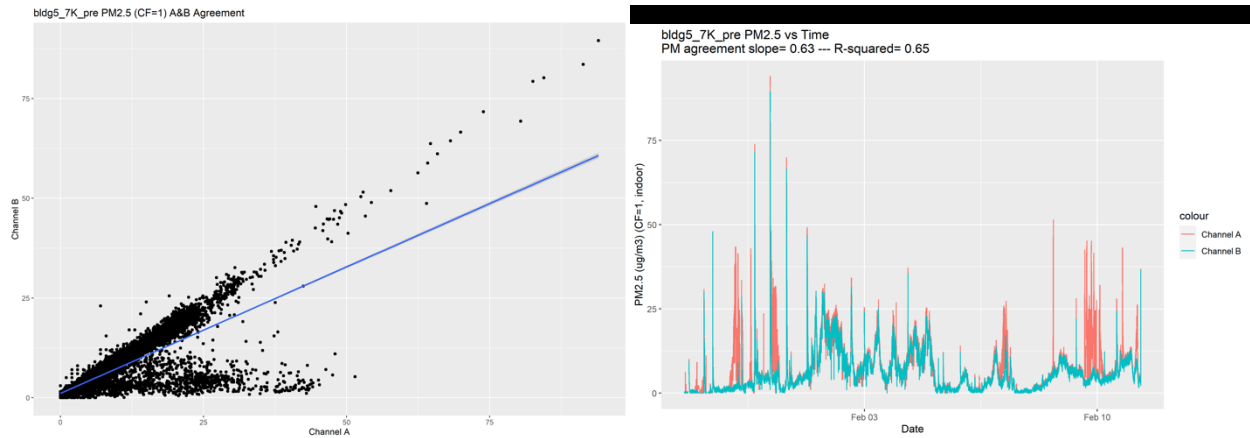 bldg5_7K_pre PM2.5 (CF=1) A&B Agreement
75
50
25
0
Channel B
0
25
50
75
Channel A
bldg5_7K_pre PM2.5 vs Time
PM agreement slope= 0.63 --- R-squared= 0.65
75
50
25
0
PM2.5 (ug/m3) (CF=1, indoor)
Feb 03
Feb 10
Date
colour
Channel A
Channel B